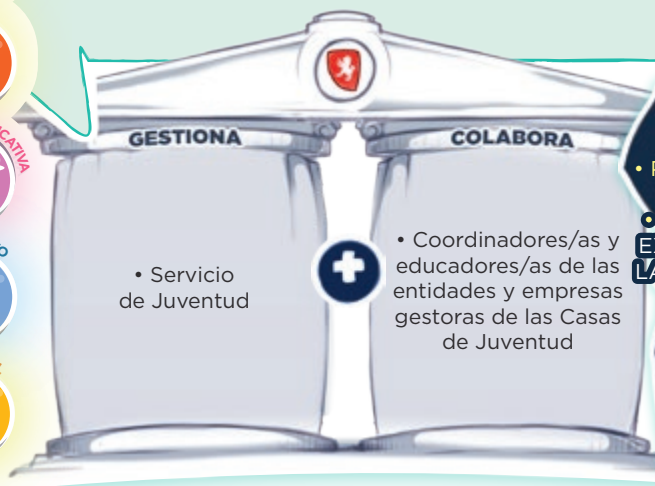 GESTIONA
• Servicio
de Juventud
COLABORA
• Coordinadores/as y
educadores/as de las
entidades y empresas
gestoras de las Casas
de Juventud